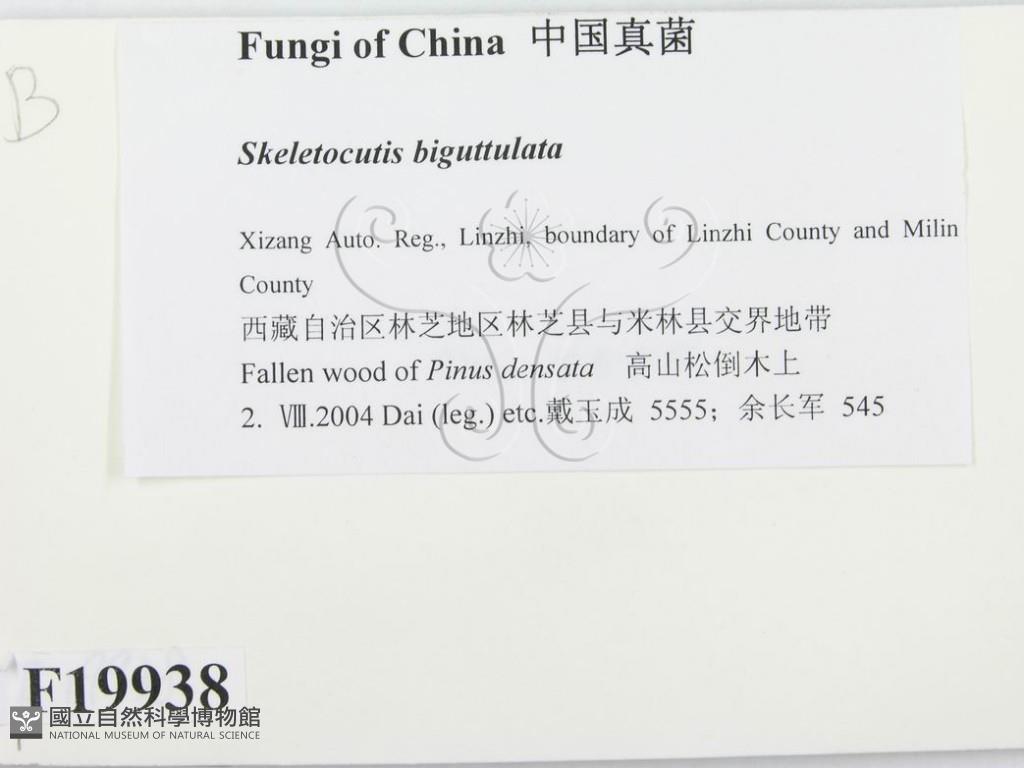 Fungi of China 中国真菌
B
Skeletocutis biguttulata
Xizang Auto. Reg., Linzhi, boundary of Linzhi County and Milin
County
西藏自治区林芝地区林芝县与米林县交界地带
Fallen wood of Pinus densata 高山松倒木上
2. Ⅷ.2004 Dai (leg.) etc.戴玉成 5555; 余长军 545
F19938
國立自然科學博物館
NATIONAL MUSEUM OF NATURAL SCIENCE